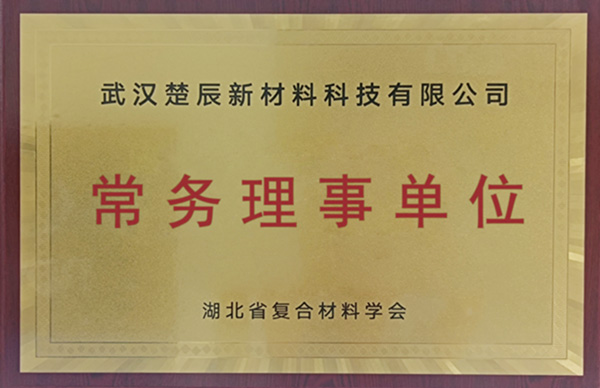 武汉楚辰新材料科技有限公司
常务理事单位
湖北省复合材料学会